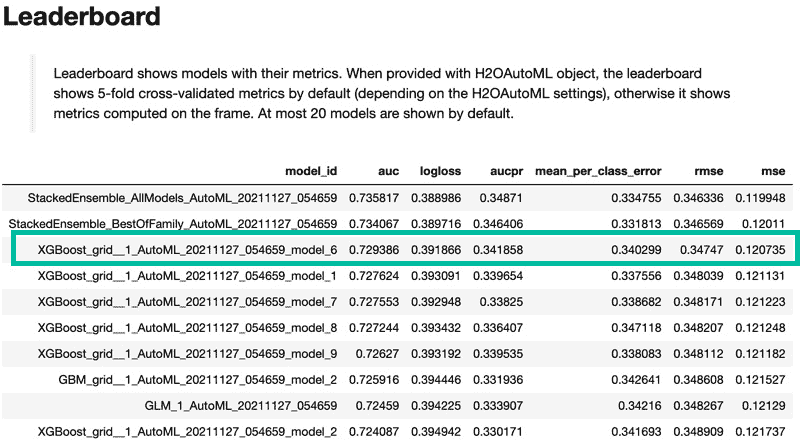 Leaderboard
Leaderboard shows models with their metrics. When provided with H2OAutoML object, the leaderboard
shows 5-fold cross-validated metrics by default (depending on the H2OAutoML settings), otherwise it shows
metrics computed on the frame. At most 20 models are shown by default.
model_id auc logloss aucpr mean_per_class_error rmse mse
StackedEnsemble_AllModels_AutoML_20211127_054659 0.735817 0.388986 0.34871 0.334755 0.346336 0.119948
StackedEnsemble_BestOfFamily_AutoML_20211127_054659 0.734067 0.389716 0.346406 0.331813 0.346569 0.12011
XGBoost_grid__1_AutoML_20211127_054659_model_6 0.729386 0.391866 0.341858 0.340299 0.34747 0.120735
XGBoost_grid__1_AutoML_20211127_054659_model_1 0.727624 0.393091 0.339654 0.337556 0.348039 0.121131
XGBoost_grid__1_AutoML_20211127_054659_model_7 0.727553 0.392948 0.33825 0.338682 0.348171 0.121223
XGBoost_grid__1_AutoML_20211127_054659_model_8 0.727244 0.393432 0.336407 0.347118 0.348207 0.121248
XGBoost_grid__1_AutoML_20211127_054659_model_9 0.72627 0.393192 0.339535 0.338083 0.348112 0.121182
GBM_grid__1_AutoML_20211127_054659_model_2 0.725916 0.394446 0.331936 0.342641 0.348608 0.121527
GLM_1_AutoML_20211127_054659 0.72459 0.394225 0.333907 0.34216 0.348267 0.12129
XGBoost_grid__1_AutoML_20211127_054659_model_2 0.724087 0.394942 0.330171 0.341693 0.348909 0.121737